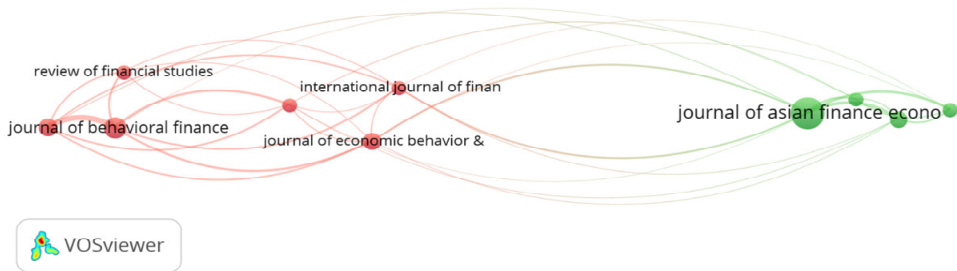 review of financial studies
international journal of finan
journal of asian finance econo
journal of behavioral finance
journal of economic behavior &
VOSviewer